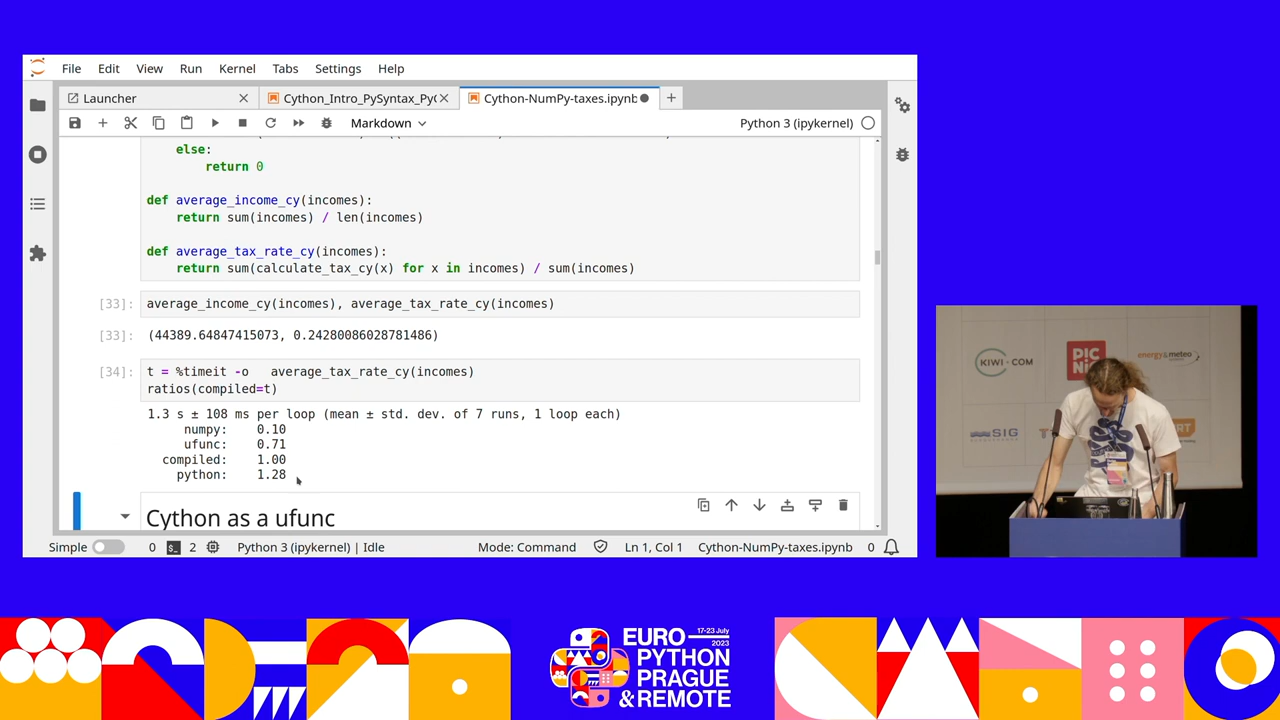 File Edit View Run Kernel Tabs Settings Help
Launcher
Cython_Intro_PySyntax_Py
Cython-NumPy-taxes.ipynb
Markdown
Python 3 (ipykernel)
else:
return 0
def average_income_cy(incomes):
return sum(incomes) / len(incomes)
def average_tax_rate_cy(incomes):
return sum(calculate_tax_cy(x) for x in incomes) / sum(incomes)
[33]: average_income_cy(incomes), average_tax_rate_cy(incomes)
[33]: (44389.64847415073, 0.24280086028781486)
[34]: t = %timeit -o average_tax_rate_cy(incomes)
ratios(compiled=t)
1.3 s ± 108 ms per loop (mean ± std. dev. of 7 runs, 1 loop each)
numpy: 0.10
ufunc: 0.71
compiled: 1.00
python: 1.28
Cython as a ufunc
Simple 0 2 Python 3 (ipykernel) | Idle Mode: Command Ln 1, Col 1 Cython-NumPy-taxes.ipynb 0
KIWI·COM
PIC
energy&meteo
SIG
17-23 July
2023
EURO
PYTHON
PRAGUE
& REMOTE